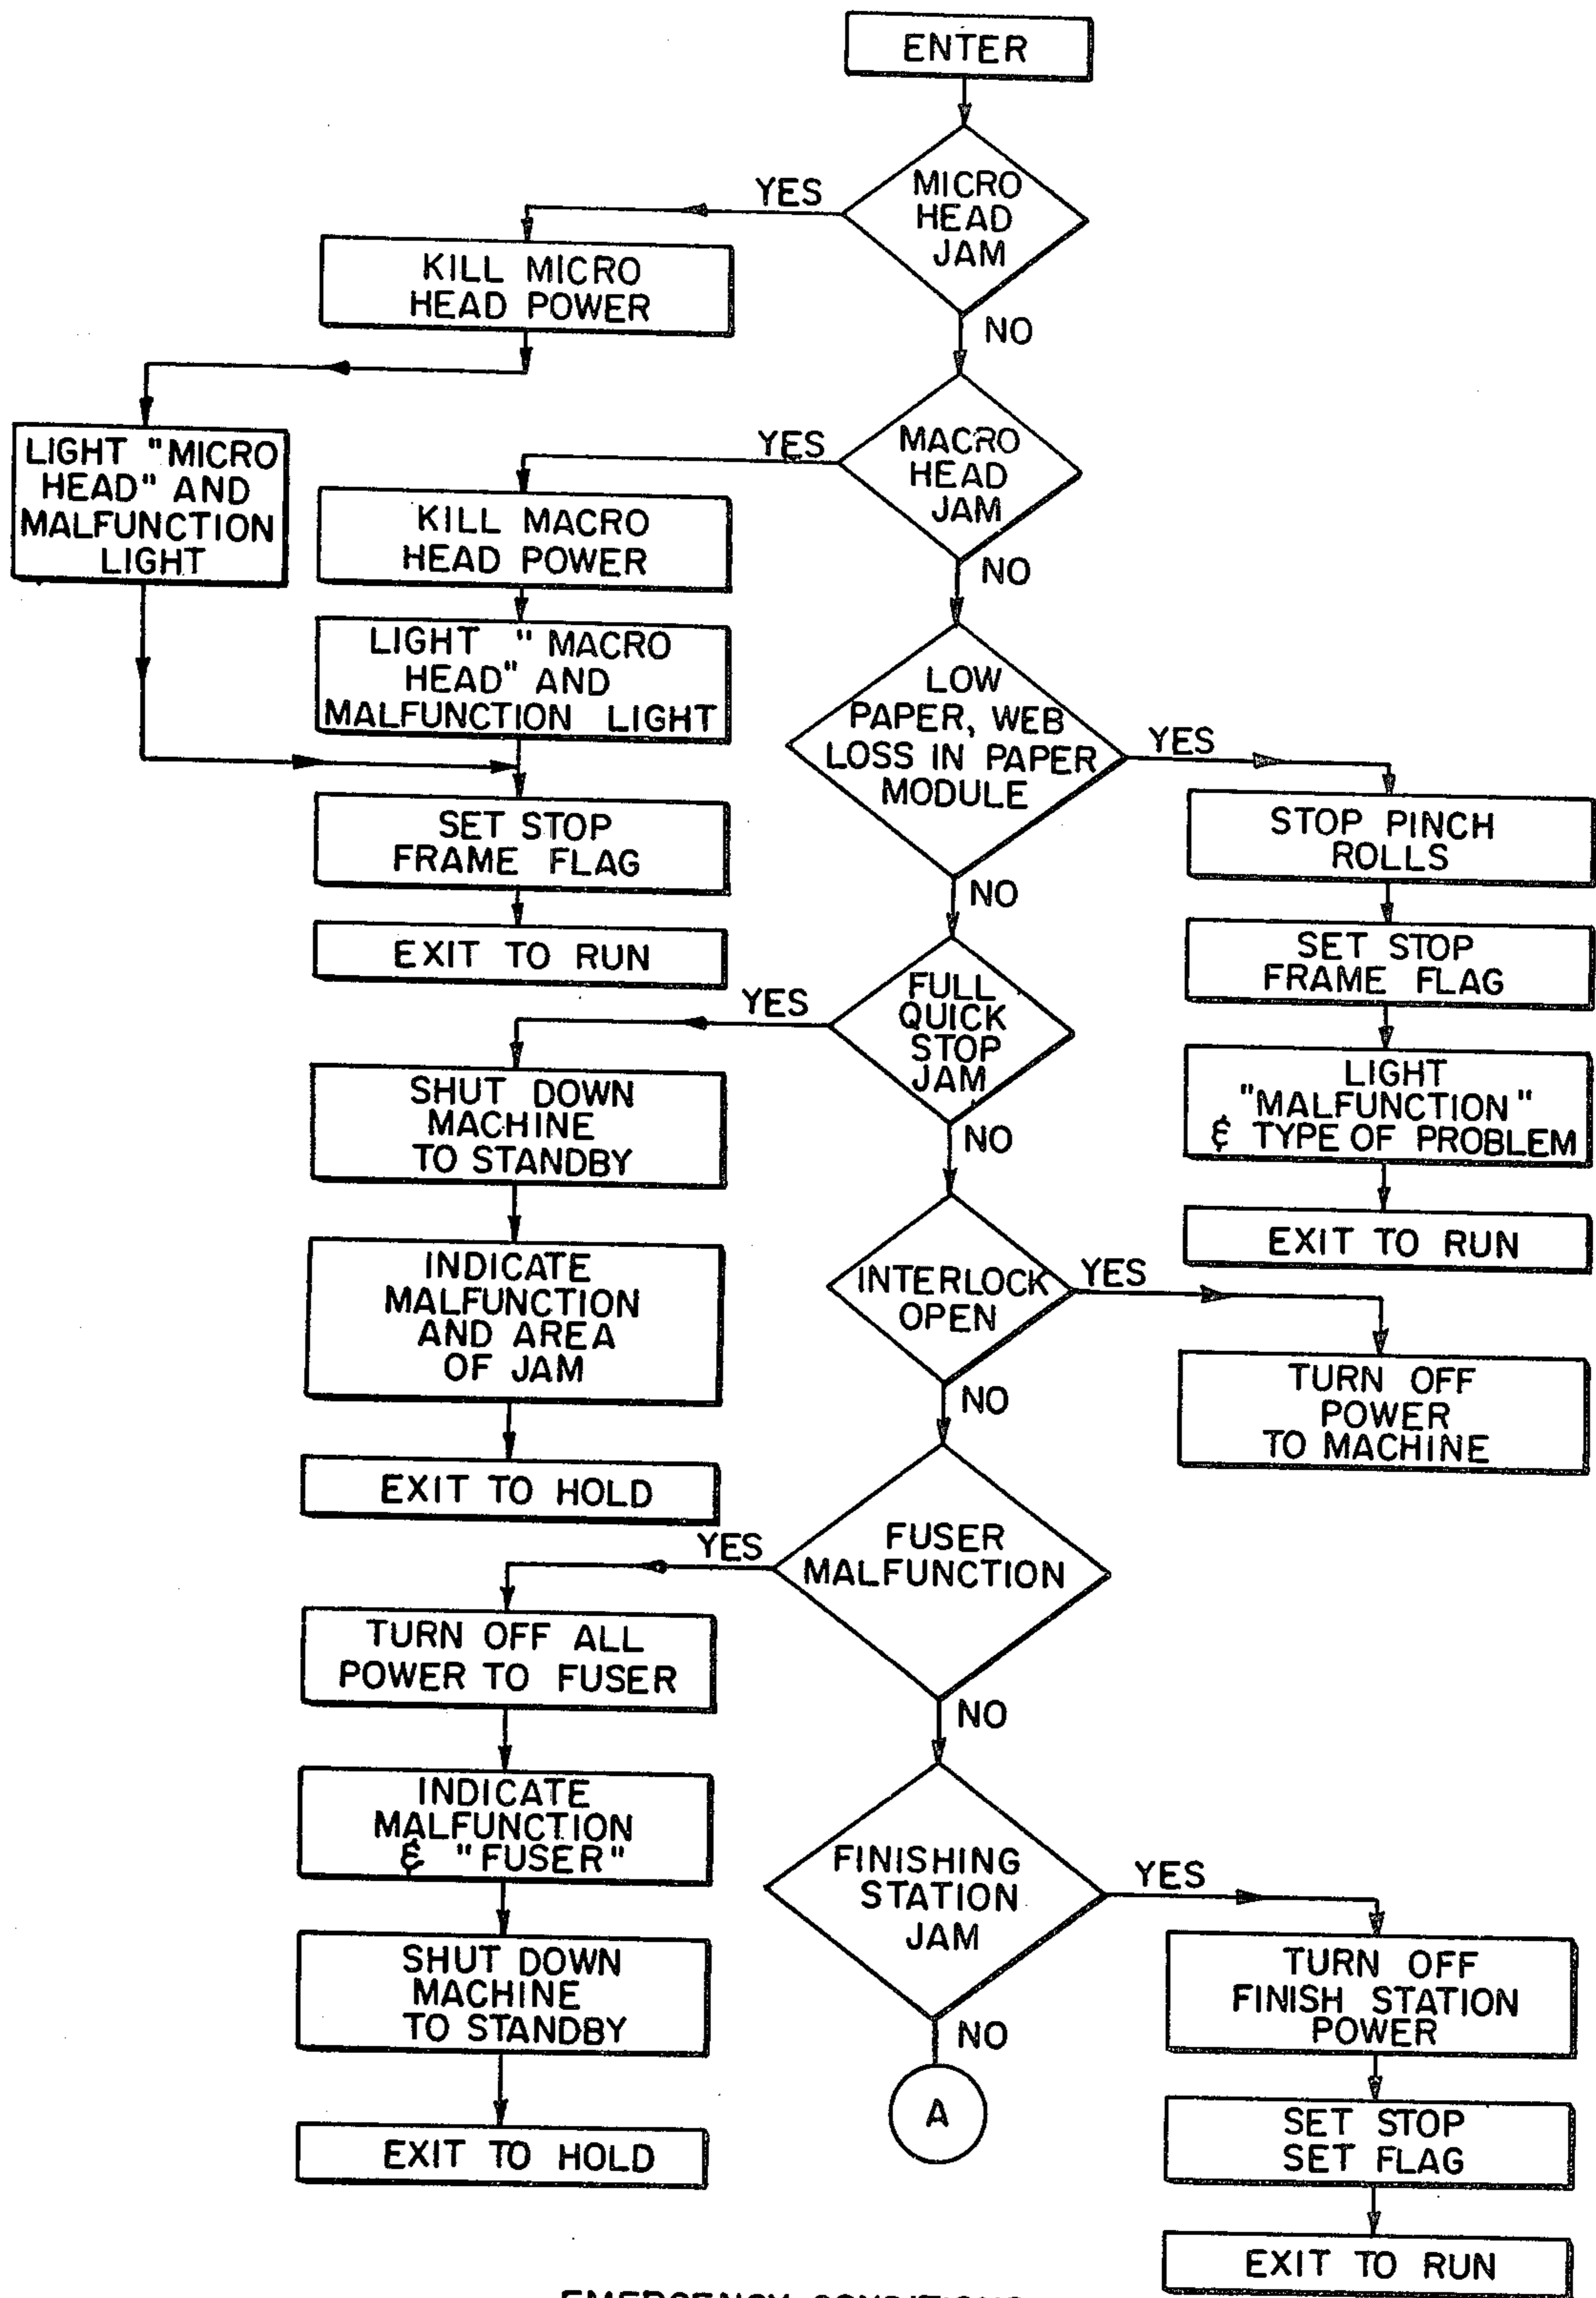 ENTER
MICRO
HEAD
JAM
YES
NO
KILL MICRO
HEAD POWER
LIGHT "MICRO
HEAD" AND
MALFUNCTION
LIGHT
MACRO
HEAD
JAM
YES
NO
KILL MACRO
HEAD POWER
LIGHT "MACRO
HEAD" AND
MALFUNCTION LIGHT
SET STOP
FRAME FLAG
EXIT TO RUN
LOW
PAPER, WEB
LOSS IN PAPER
MODULE
YES
NO
STOP PINCH
ROLLS
SET STOP
FRAME FLAG
LIGHT
"MALFUNCTION"
& TYPE OF PROBLEM
EXIT TO RUN
FULL
QUICK
STOP
JAM
YES
NO
SHUT DOWN
MACHINE
TO STANDBY
INDICATE
MALFUNCTION
AND AREA
OF JAM
EXIT TO HOLD
INTERLOCK
OPEN
YES
NO
TURN OFF
POWER
TO MACHINE
FUSER
MALFUNCTION
YES
NO
TURN OFF ALL
POWER TO FUSER
INDICATE
MALFUNCTION
& "FUSER"
SHUT DOWN
MACHINE
TO STANDBY
EXIT TO HOLD
FINISHING
STATION
JAM
YES
NO
A
TURN OFF
FINISH STATION
POWER
SET STOP
SET FLAG
EXIT TO RUN